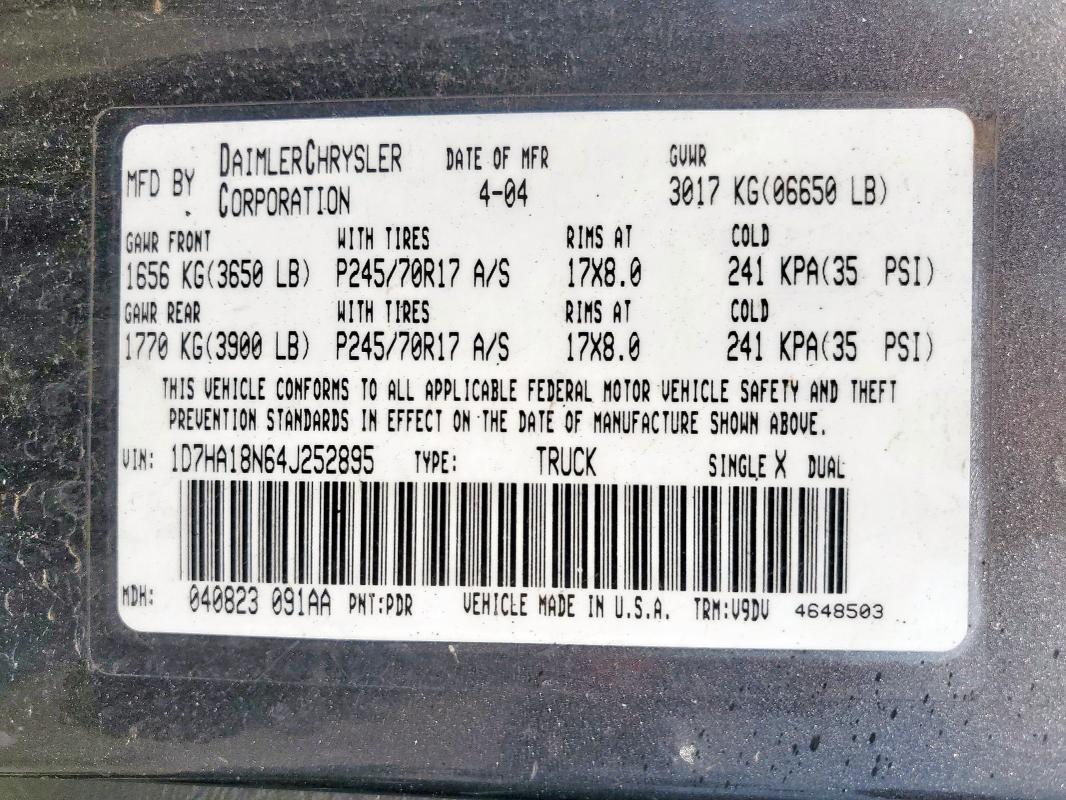 MFD BY DAIMLERCHRYSLER CORPORATION DATE OF MFR 4-04 GVWR 3017 KG(06650 LB)
GAWR FRONT WITH TIRES RIMS AT COLD
1656 KG(3650 LB) P245/70R17 A/S 17X8.0 241 KPA(35 PSI)
GAWR REAR WITH TIRES RIMS AT COLD
1770 KG(3900 LB) P245/70R17 A/S 17X8.0 241 KPA(35 PSI)
THIS VEHICLE CONFORMS TO ALL APPLICABLE FEDERAL MOTOR VEHICLE SAFETY AND THEFT
PREVENTION STANDARDS IN EFFECT ON THE DATE OF MANUFACTURE SHOWN ABOVE.
VIN: 1D7HA18N64J252895 TYPE: TRUCK SINGLE X DUAL
MDH: 040823 091AA PNT:PDR VEHICLE MADE IN U.S.A. TRM:V9DV 4648503